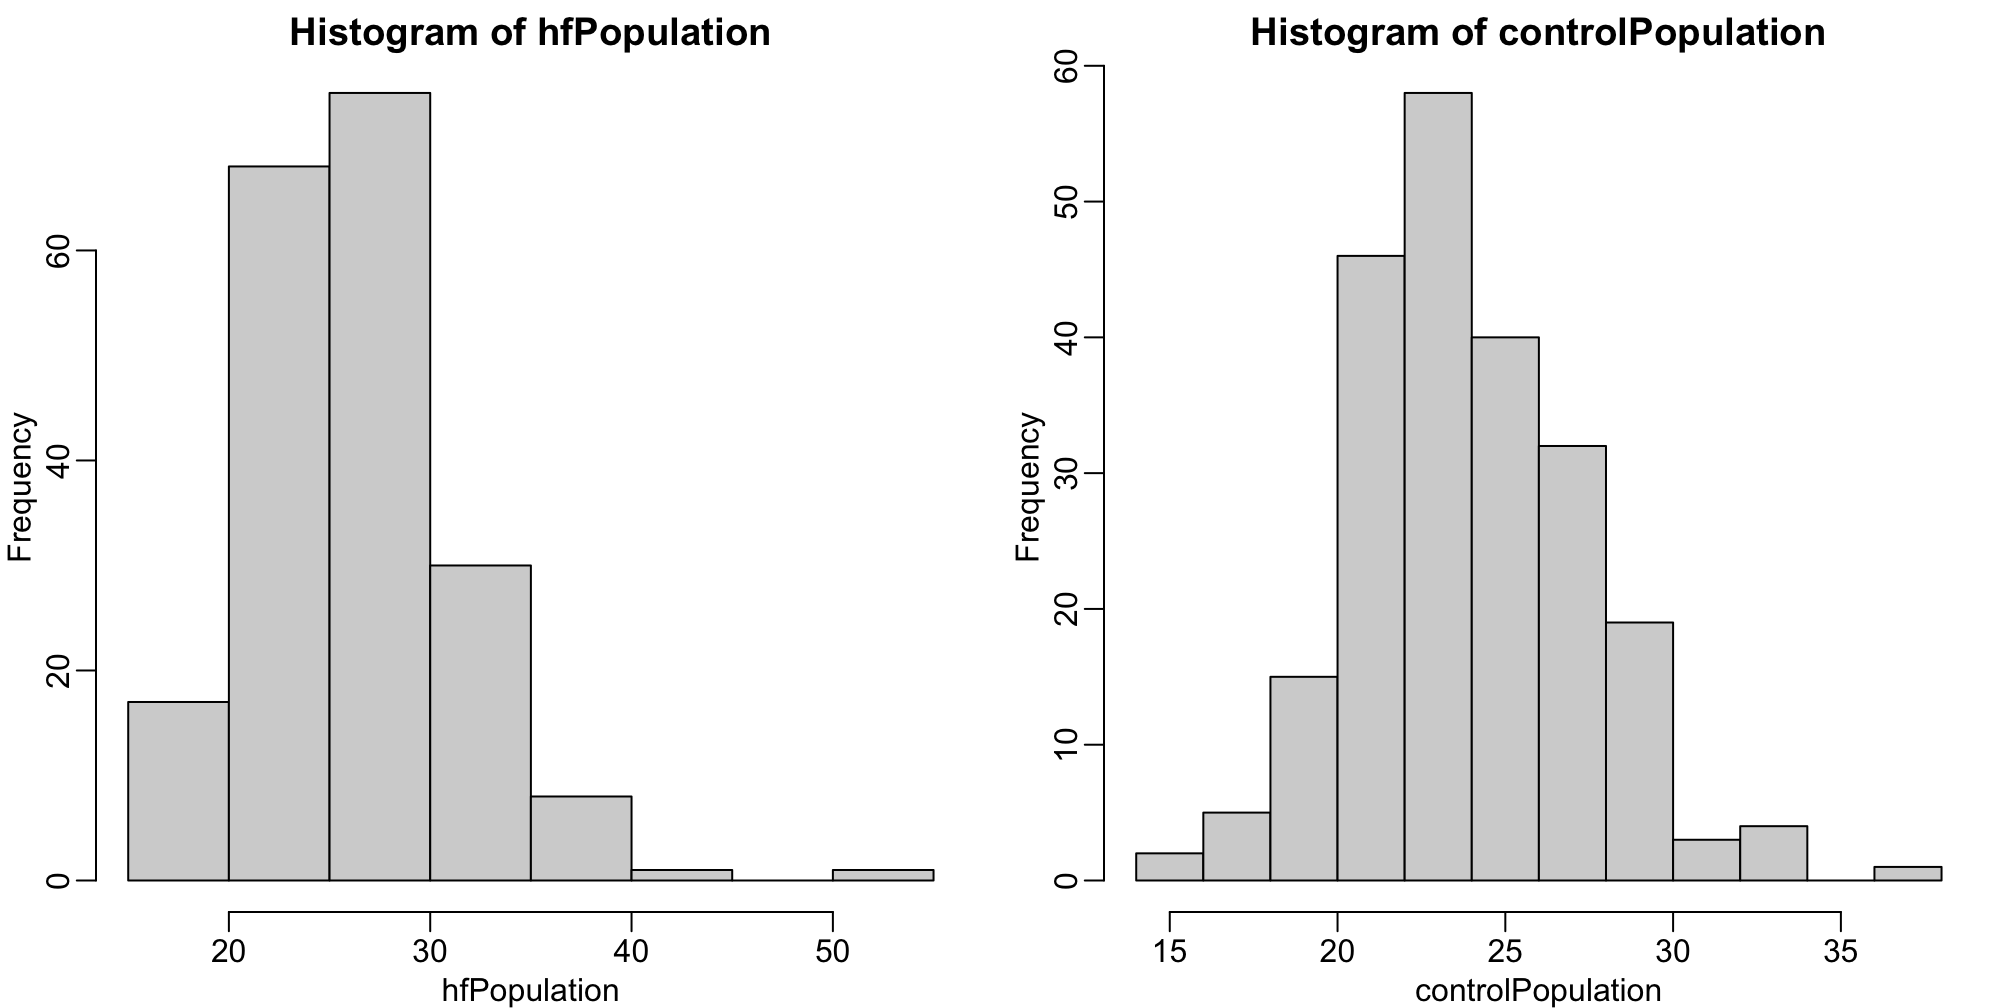 Histogram of hfPopulation
Frequency
0
20
40
60
20 30 40 50
hfPopulation
Histogram of controlPopulation
Frequency
0
10
20
30
40
50
60
15 20 25 30 35
controlPopulation